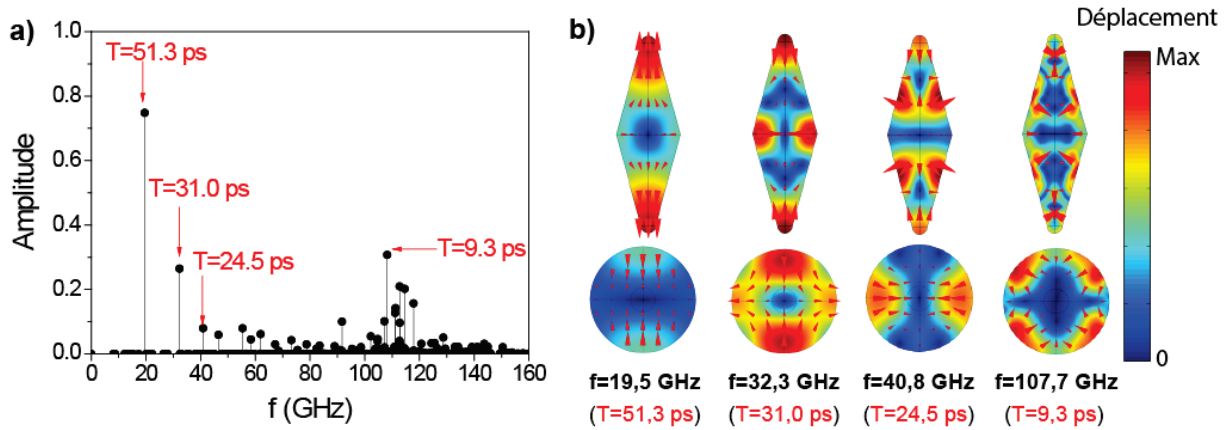 a)
Amplitude
1.0
0.8
0.6
0.4
0.2
0.0
T=51.3 ps
T=31.0 ps
T=24.5 ps
T=9.3 ps
0 20 40 60 80 100 120 140 160
f (GHz)
b)
Déplacement
Max
0
f=19,5 GHz f=32,3 GHz f=40,8 GHz f=107,7 GHz
(T=51,3 ps) (T=31,0 ps) (T=24,5 ps) (T=9,3 ps)